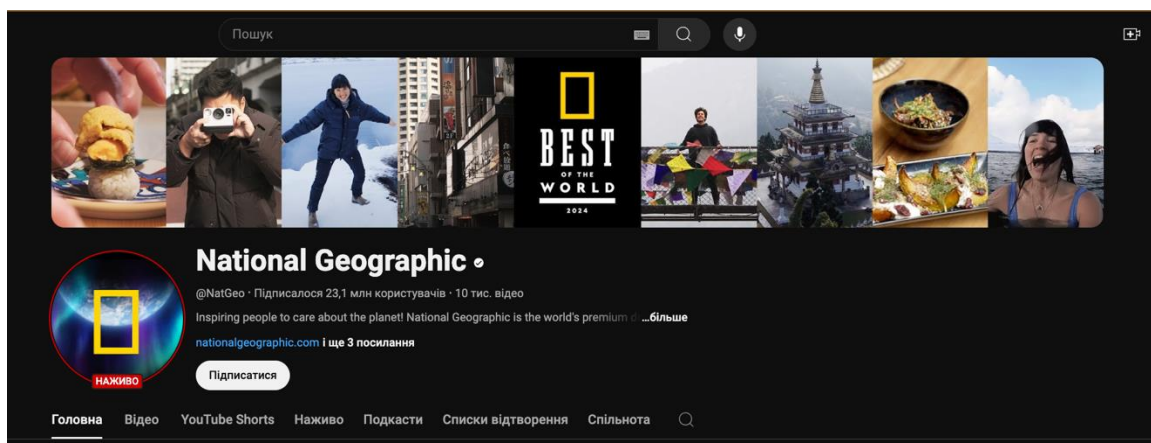 Пошук
BEST
OF THE
WORLD
2024
National Geographic
@NatGeo · Підписалося 23,1 млн користувачів · 10 тис. відео
Inspiring people to care about the planet! National Geographic is the world's premium ...більше
nationalgeographic.com і ще 3 посилання
НАЖИВО
Підписатися
Головна Відео YouTube Shorts Наживо Подкасти Списки відтворення Спільнота